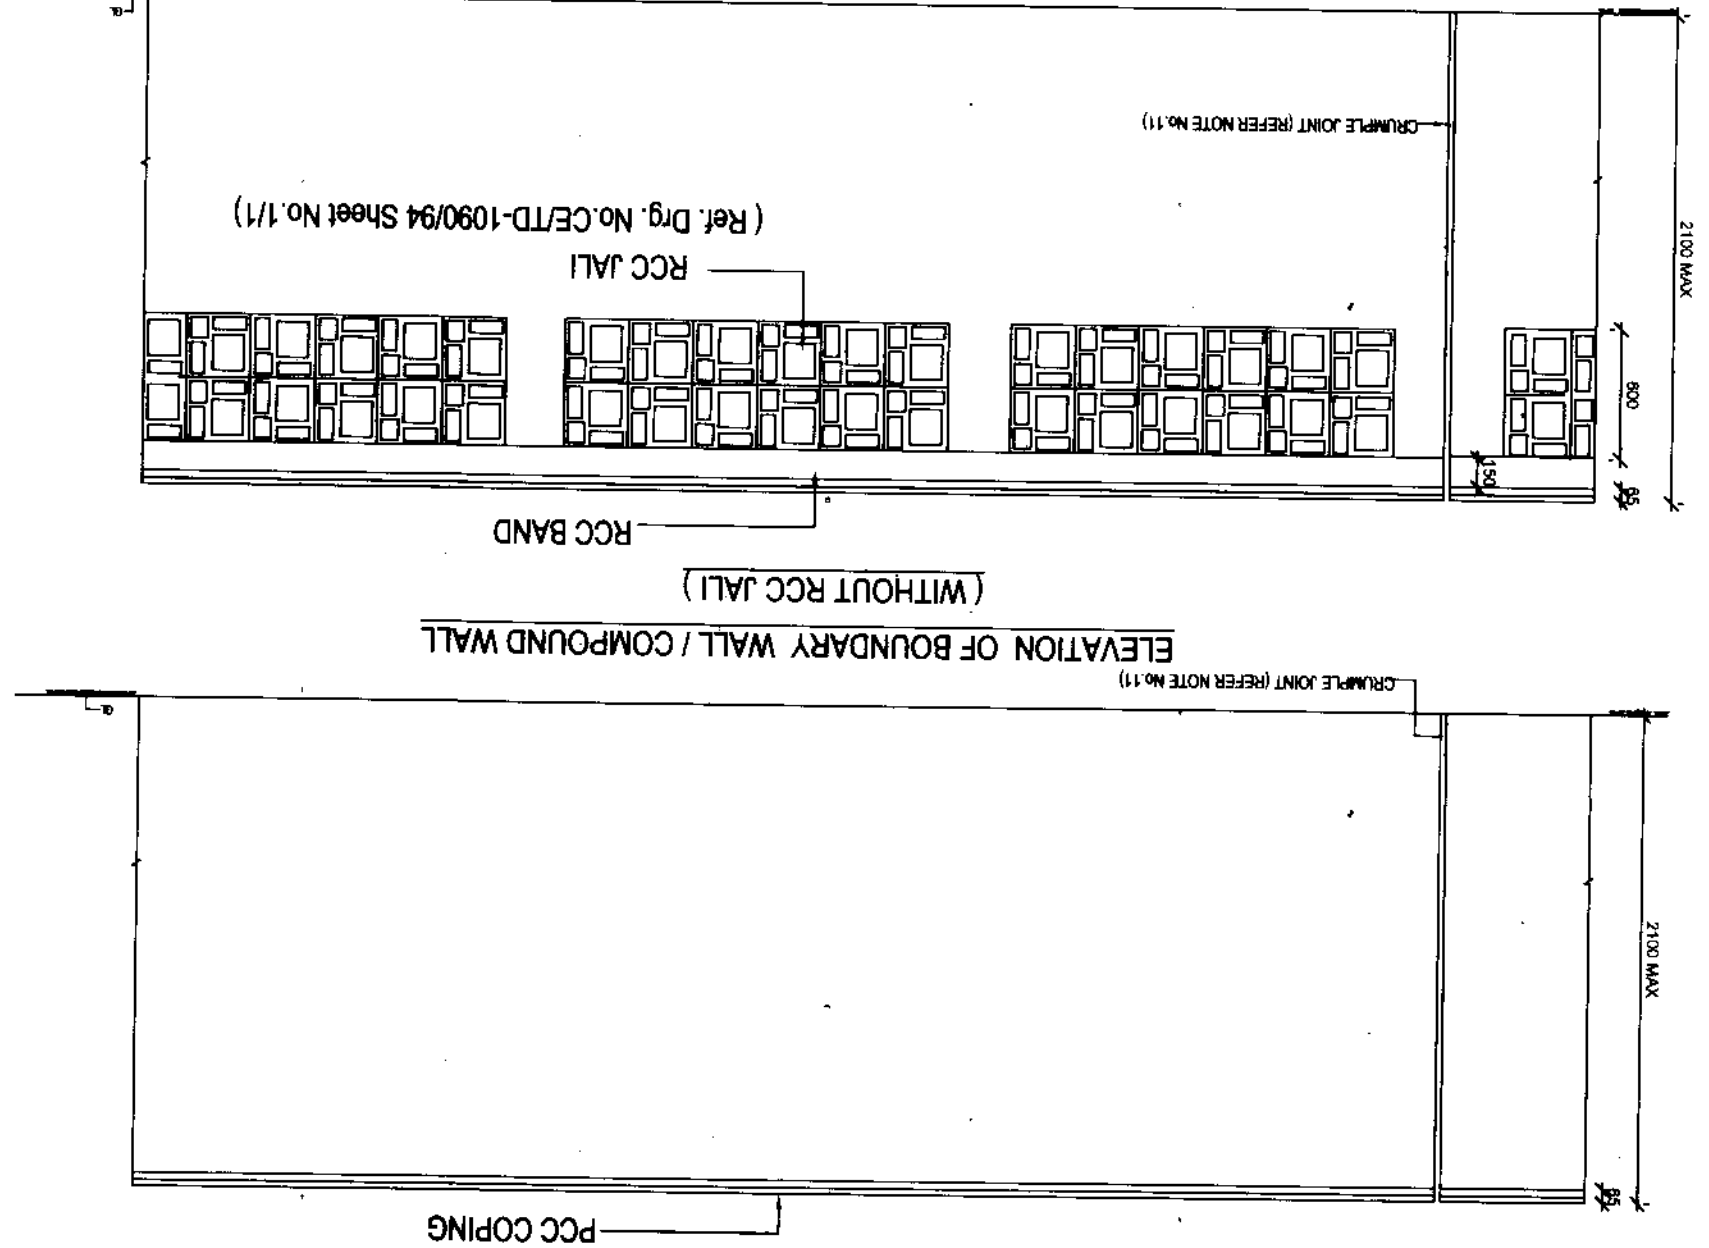 PCC COPING
65
2100 MAX
GL
CRUMPLE JOINT (REFER NOTE No.11)
ELEVATION OF BOUNDARY WALL / COMPOUND WALL
( WITHOUT RCC JALI )
RCC BAND
65
150
600
2100 MAX
RCC JALI
( Ref. Drg. No.CE/TD-1090/94 Sheet No.1/1)
CRUMPLE JOINT (REFER NOTE No.11)
GL